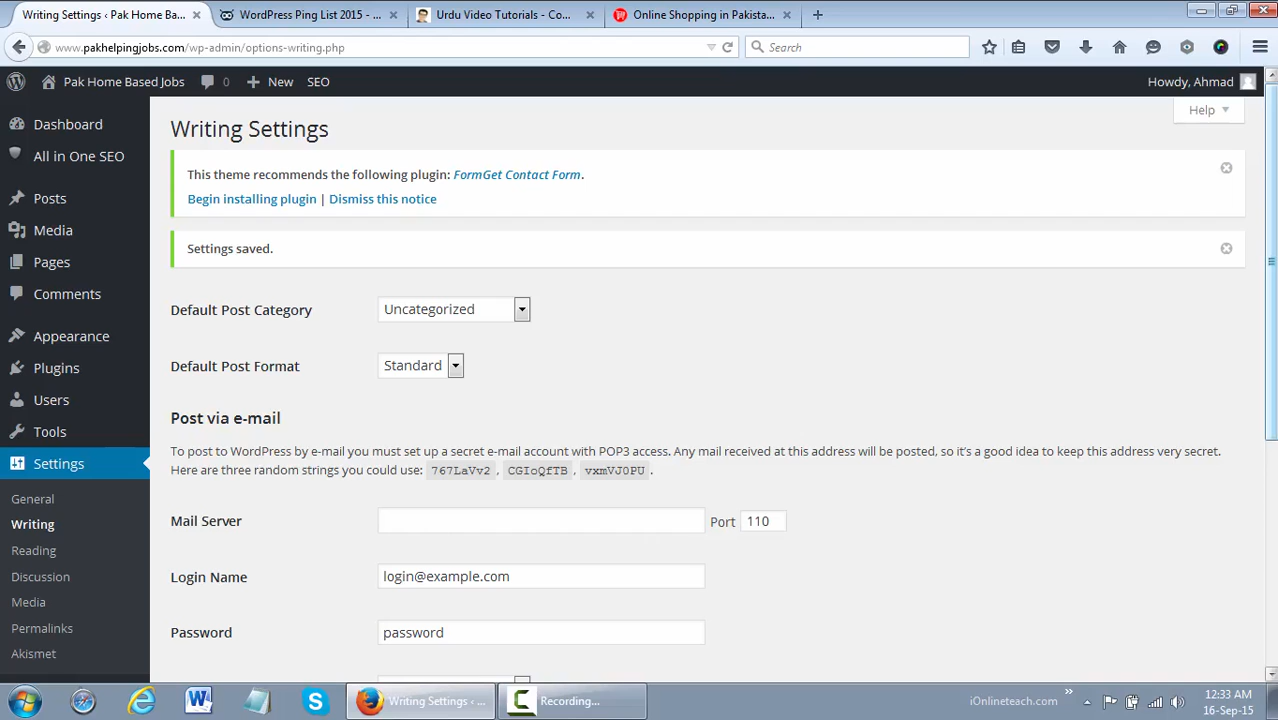 Writing Settings ‹ Pak Home Ba...
WordPress Ping List 2015 - ...
Urdu Video Tutorials - Co...
Online Shopping in Pakista...
www.pakhelpingjobs.com/wp-admin/options-writing.php
Search
Pak Home Based Jobs 0 New SEO Howdy, Ahmad
Help
Dashboard
All in One SEO
Posts
Media
Pages
Comments
Appearance
Plugins
Users
Tools
Settings
General
Writing
Reading
Discussion
Media
Permalinks
Akismet
Writing Settings
This theme recommends the following plugin: FormGet Contact Form.
Begin installing plugin | Dismiss this notice
Settings saved.
Default Post Category Uncategorized
Default Post Format Standard
Post via e-mail
To post to WordPress by e-mail you must set up a secret e-mail account with POP3 access. Any mail received at this address will be posted, so it's a good idea to keep this address very secret.
Here are three random strings you could use: 767LaVv2, CGIoQfTB, vxmVJ0PU.
Mail Server Port 110
Login Name login@example.com
Password password
Writing Settings ‹ ...
Recording...
iOnlineteach.com
12:33 AM
16-Sep-15